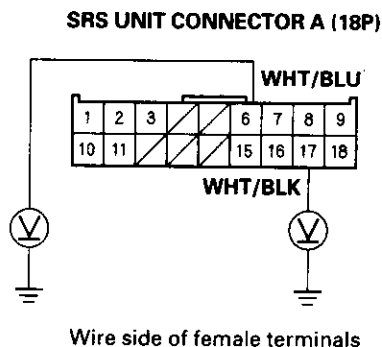 SRS UNIT CONNECTOR A (18P)
WHT/BLU
1 2 3 6 7 8 9
10 11 15 16 17 18
WHT/BLK
V V
Wire side of female terminals